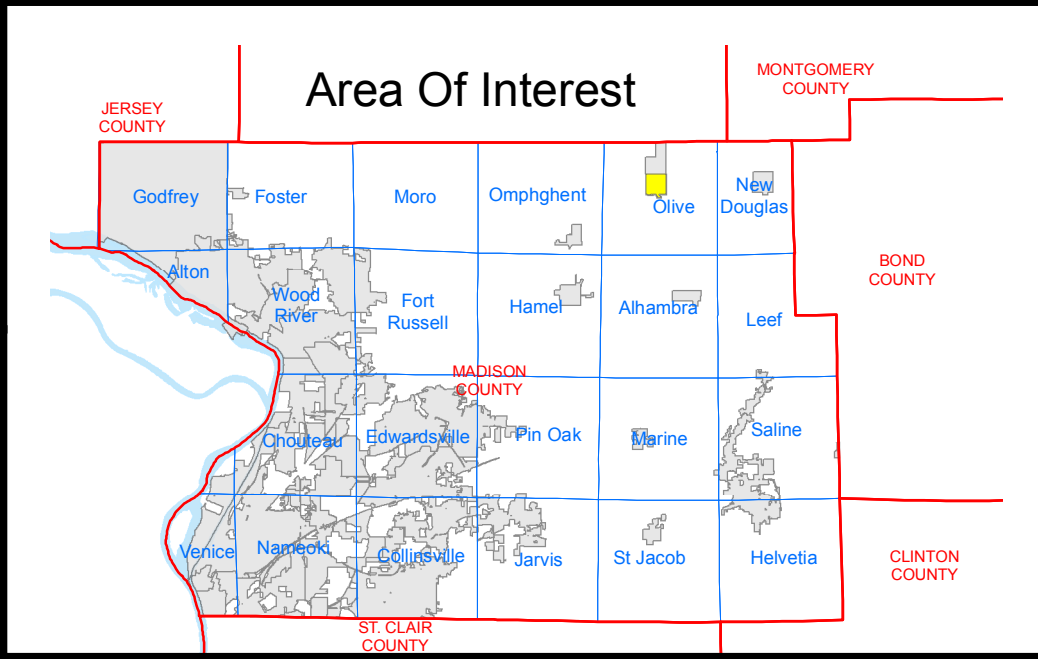 Area Of Interest
MONTGOMERY
COUNTY
JERSEY
COUNTY
Godfrey
Foster
Moro
Omphghent
Olive
New
Douglas
Alton
Wood
River
Fort
Russell
Hamel
Alhambra
Leef
BOND
COUNTY
MADISON
COUNTY
Chouteau
Edwardsville
Pin Oak
Marine
Saline
Venice
Nameoki
Collinsville
Jarvis
St Jacob
Helvetia
CLINTON
COUNTY
ST. CLAIR
COUNTY